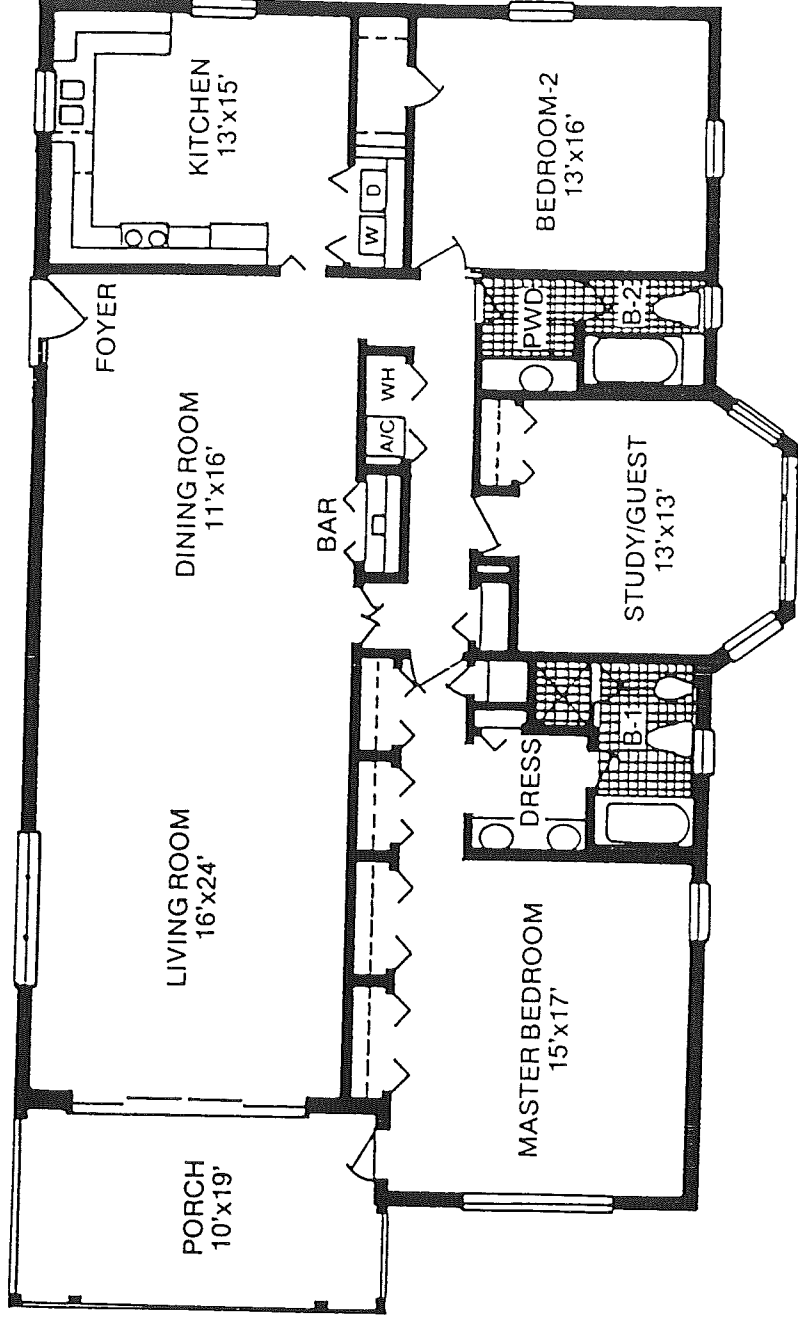 PORCH
10'x19'
LIVING ROOM
16'x24'
DINING ROOM
11'x16'
FOYER
KITCHEN
13'x15'
BAR
A/C
WH
W
D
MASTER BEDROOM
15'x17'
DRESS
B-1
STUDY/GUEST
13'x13'
PWD
B-2
BEDROOM-2
13'x16'